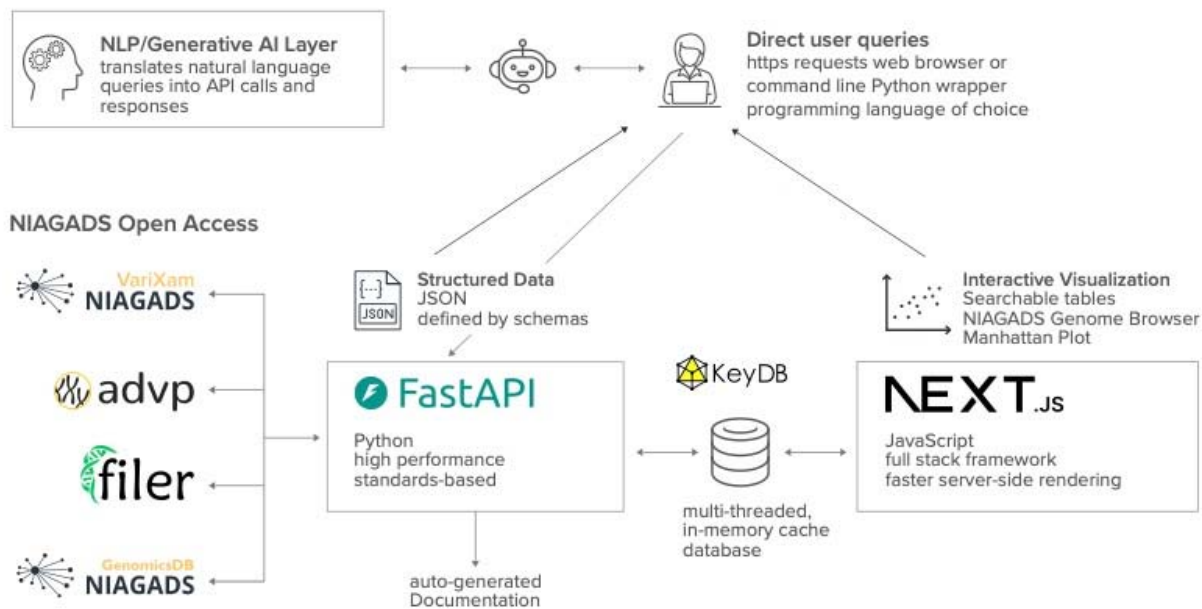 NLP/Generative AI Layer
translates natural language
queries into API calls and
responses
Direct user queries
https requests web browser or
command line Python wrapper
programming language of choice
NIAGADS Open Access
VariXam
NIAGADS
advp
filer
GenomicsDB
NIAGADS
{...}
JSON
Structured Data
JSON
defined by schemas
Interactive Visualization
Searchable tables
NIAGADS Genome Browser
Manhattan Plot
FastAPI
Python
high performance
standards-based
auto-generated
Documentation
KeyDB
multi-threaded,
in-memory cache
database
NEXT.JS
JavaScript
full stack framework
faster server-side rendering